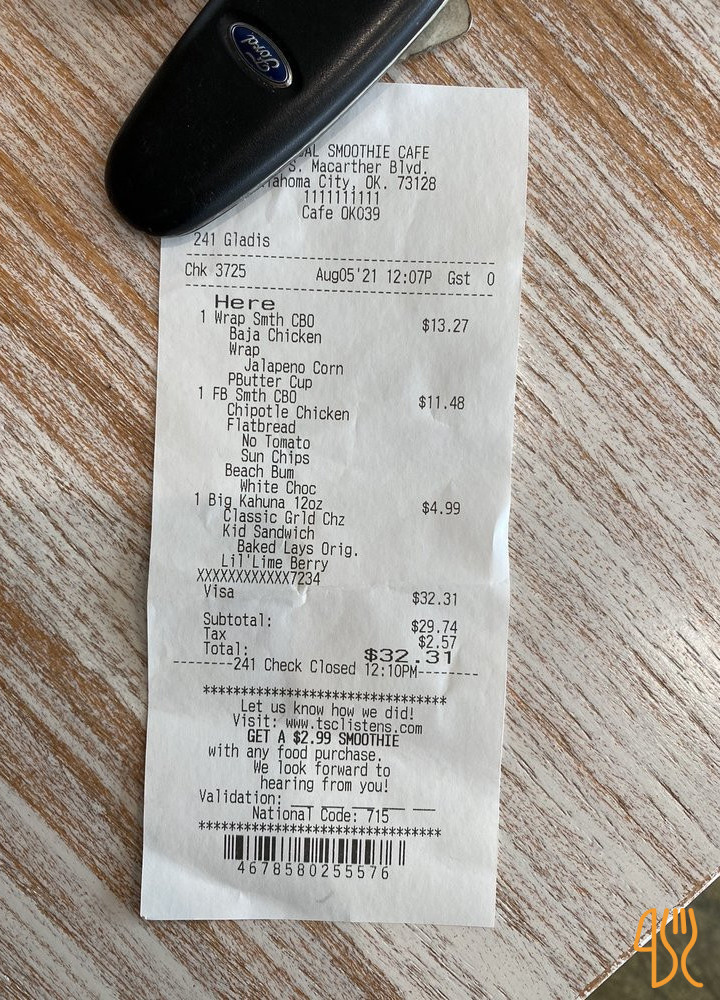 Ford
SMOOTHIE CAFE
S. Macarther Blvd.
City, OK. 73128
1111111111
Cafe OK039
241 Gladis
Chk 3725 Aug05'21 12:07P Gst 0
Here
1 Wrap Smth CBO $13.27
Baja Chicken
Wrap
Jalapeno Corn
PButter Cup
1 FB Smth CBO $11.48
Chipotle Chicken
Flatbread
No Tomato
Sun Chips
Beach Bum
White Choc
1 Big Kahuna 12oz $4.99
Classic Grld Chz
Kid Sandwich
Baked Lays Orig.
Lil'Lime Berry
XXXXXXXXXXXX7234
Visa $32.31
Subtotal: $29.74
Tax $2.57
Total: $32.31
--------241 Check Closed 12:10PM--------
********************************
Let us know how we did!
Visit: www.tsclistens.com
GET A $2.99 SMOOTHIE
with any food purchase.
We look forward to
hearing from you!
Validation: __ __ __ __ __
National Code: 715
********************************
4678580255576